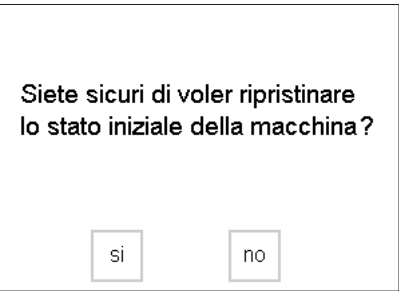 Siete sicuri di voler ripristinare
lo stato iniziale della macchina?
si no